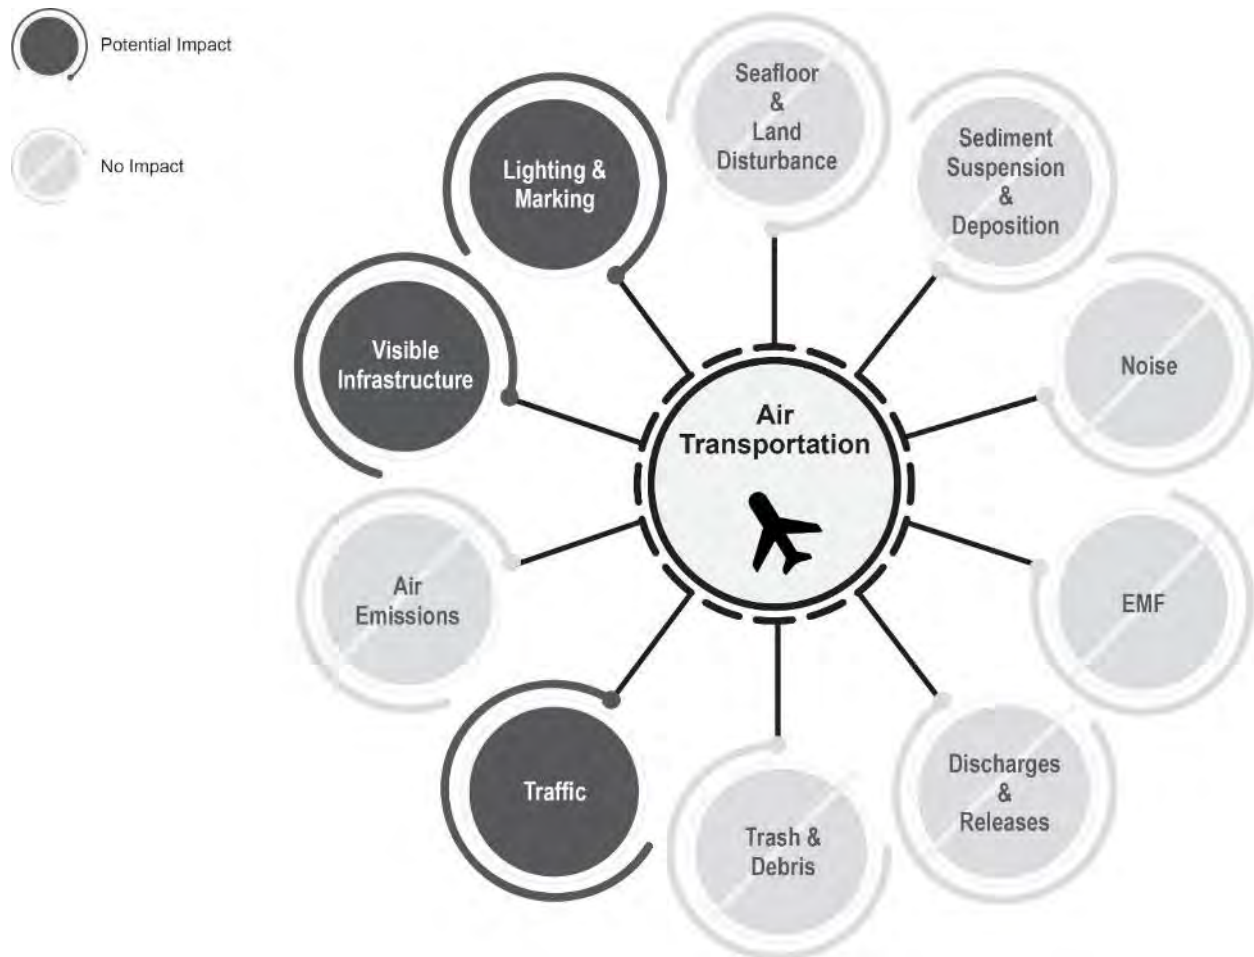 Potential Impact
No Impact
Seafloor
&
Land
Disturbance
Sediment
Suspension
&
Deposition
Noise
EMF
Discharges
&
Releases
Trash &
Debris
Traffic
Air
Emissions
Visible
Infrastructure
Lighting &
Marking
Air
Transportation